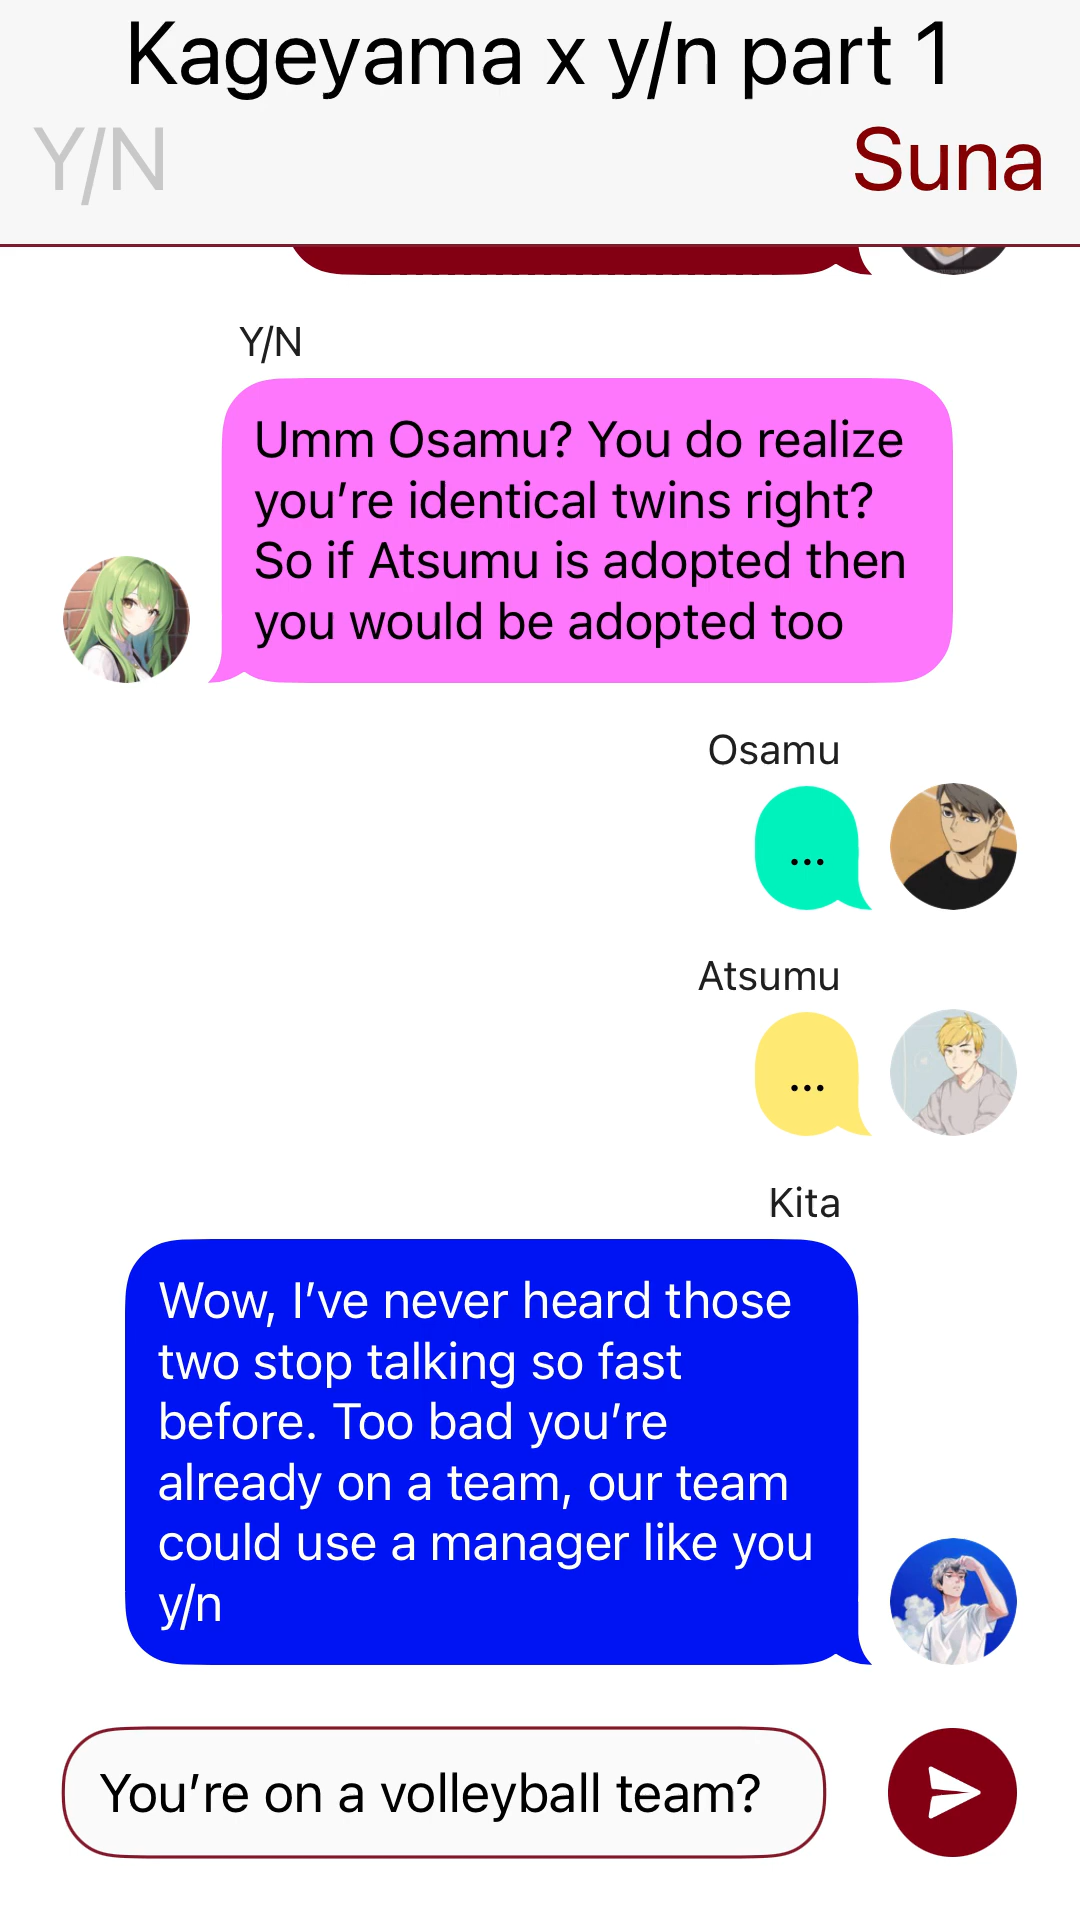 Kageyama x y/n part 1
Y/N
Suna
Y/N
Umm Osamu? You do realize
you’re identical twins right?
So if Atsumu is adopted then
you would be adopted too
Osamu
...
Atsumu
...
Kita
Wow, I’ve never heard those
two stop talking so fast
before. Too bad you’re
already on a team, our team
could use a manager like you
y/n
You’re on a volleyball team?